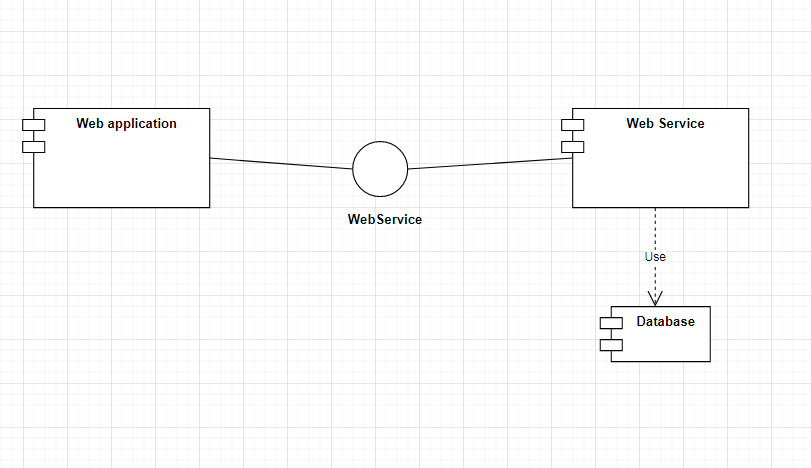 Web application
Web Service
WebService
Use
Database